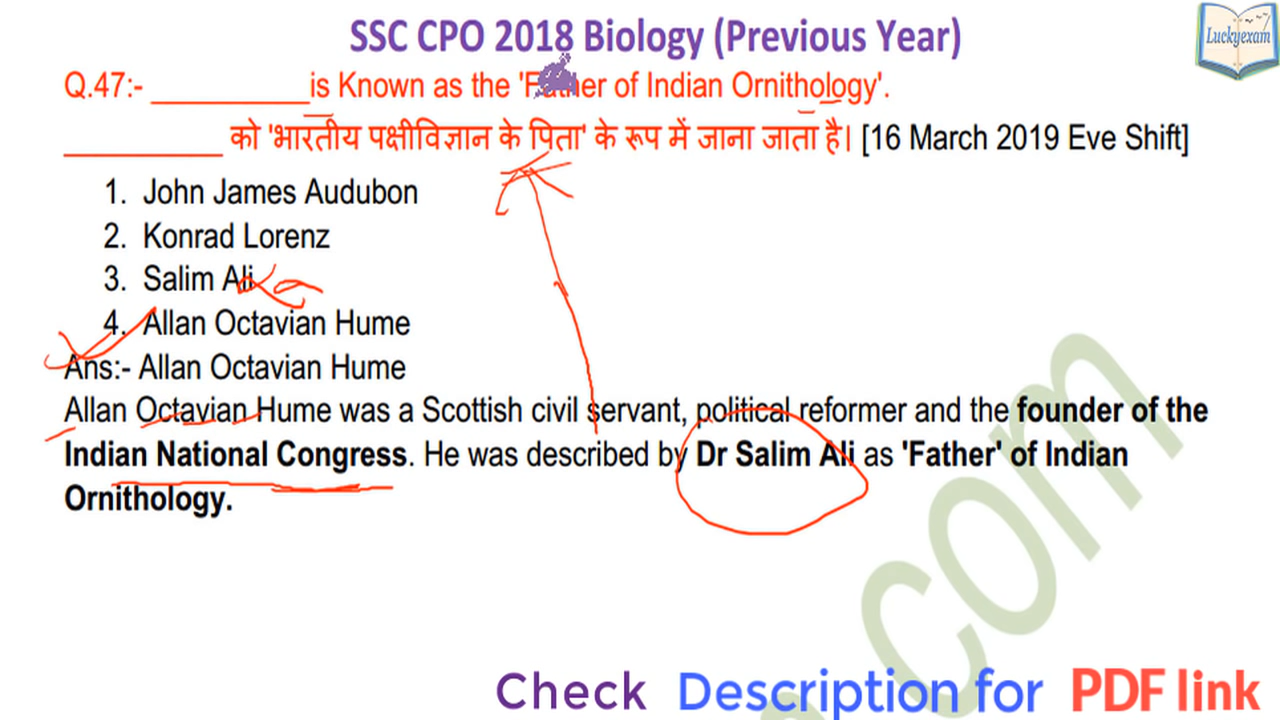 SSC CPO 2018 Biology (Previous Year)
Luckyexam
Q.47:- __________is Known as the 'Father of Indian Ornithology'.
__________ को 'भारतीय पक्षीविज्ञान के पिता' के रूप में जाना जाता है। [16 March 2019 Eve Shift]
1. John James Audubon
2. Konrad Lorenz
3. Salim Ali
4. Allan Octavian Hume
Ans:- Allan Octavian Hume
Allan Octavian Hume was a Scottish civil servant, political reformer and the founder of the
Indian National Congress. He was described by Dr Salim Ali as 'Father' of Indian
Ornithology.
.com
Check Description for PDF link